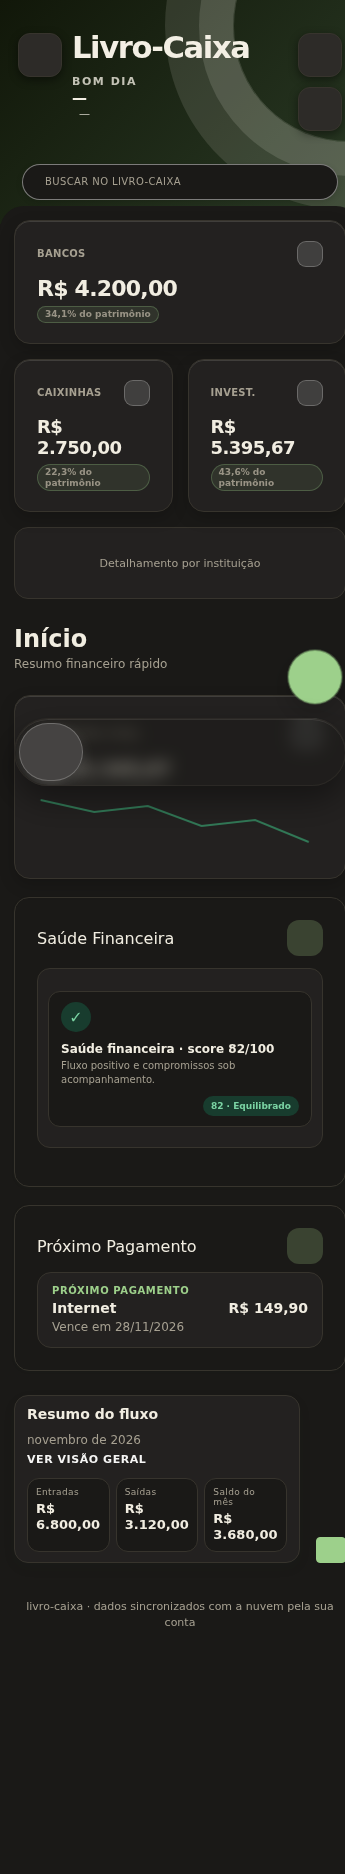 Livro-Caixa
BOM DIA
—
—
BUSCAR NO LIVRO-CAIXA
BANCOS
R$ 4.200,00
34,1% do patrimônio
CAIXINHAS
R$
2.750,00
22,3% do
patrimônio
INVEST.
R$
5.395,67
43,6% do
patrimônio
Detalhamento por instituição
Início
Resumo financeiro rápido
Saúde Financeira
✓
Saúde financeira · score 82/100
Fluxo positivo e compromissos sob
acompanhamento.
82 · Equilibrado
Próximo Pagamento
PRÓXIMO PAGAMENTO
Internet R$ 149,90
Vence em 28/11/2026
Resumo do fluxo
novembro de 2026
VER VISÃO GERAL
Entradas
R$
6.800,00
Saídas
R$
3.120,00
Saldo do
mês
R$
3.680,00
livro-caixa · dados sincronizados com a nuvem pela sua
conta